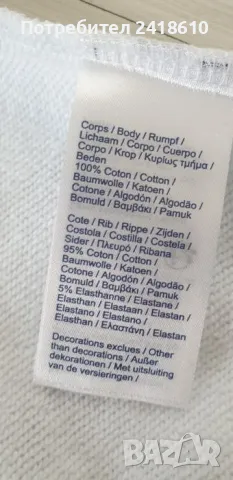 Потребител 2418610
Corps / Body / Rumpf /
Lichaam / Corpo / Cuerpo /
Corpo / Krop / Κυρίως τμήμα /
Beden
100% Coton / Cotton /
Baumwolle / Katoen /
Cotone / Algodón / Algodão /
Bomuld / Βαμβάκι / Pamuk
Cote / Rib / Rippe / Zijden /
Costola / Costilla / Costela /
Sider / Πλευρό / Ribana
95% Coton / Cotton /
Baumwolle / Katoen /
Cotone / Algodón / Algodão /
Bomuld / Βαμβάκι / Pamuk
5% Elasthanne / Elastane /
Elasthan / Elastaan /
Elastano / Elastano /
Elasthan / Ελαστάνη / Elastan
Decorations exclues / Other
than decorations / Außer
dekorationen / Met uitsluiting
van de versieringen /
bazar.bg